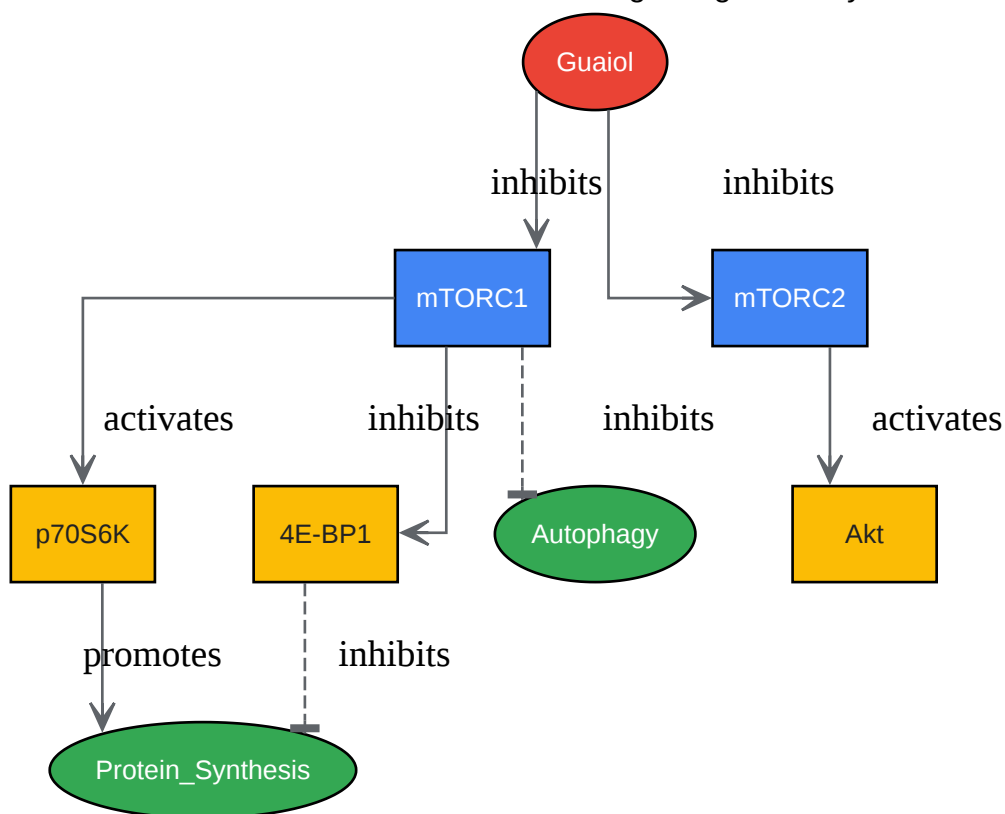 Guaiol
inhibits inhibits
mTORC1 mTORC2
activates inhibits inhibits activates
p70S6K 4E-BP1 Autophagy Akt
promotes inhibits
Protein_Synthesis